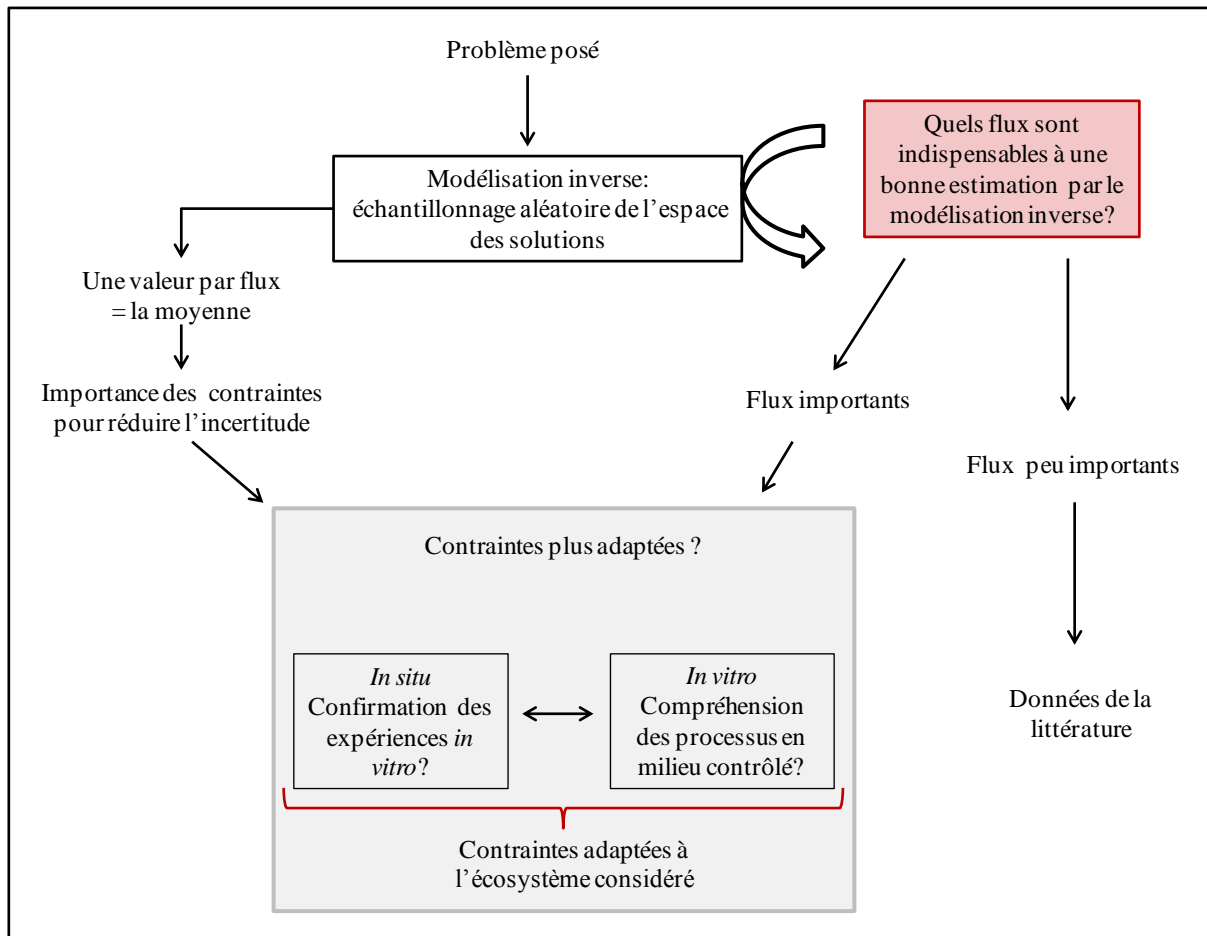 Problème posé
Modélisation inverse:
échantillonnage aléatoire de l'espace
des solutions
Quels flux sont
indispensables à une
bonne estimation par le
modélisation inverse?
Une valeur par flux
= la moyenne
Importance des contraintes
pour réduire l'incertitude
Flux importants
Flux peu importants
Contraintes plus adaptées ?
In situ
Confirmation des
expériences in
vitro?
In vitro
Compréhension
des processus en
milieu contrôlé?
Données de la
littérature
Contraintes adaptées à
l'écosystème considéré